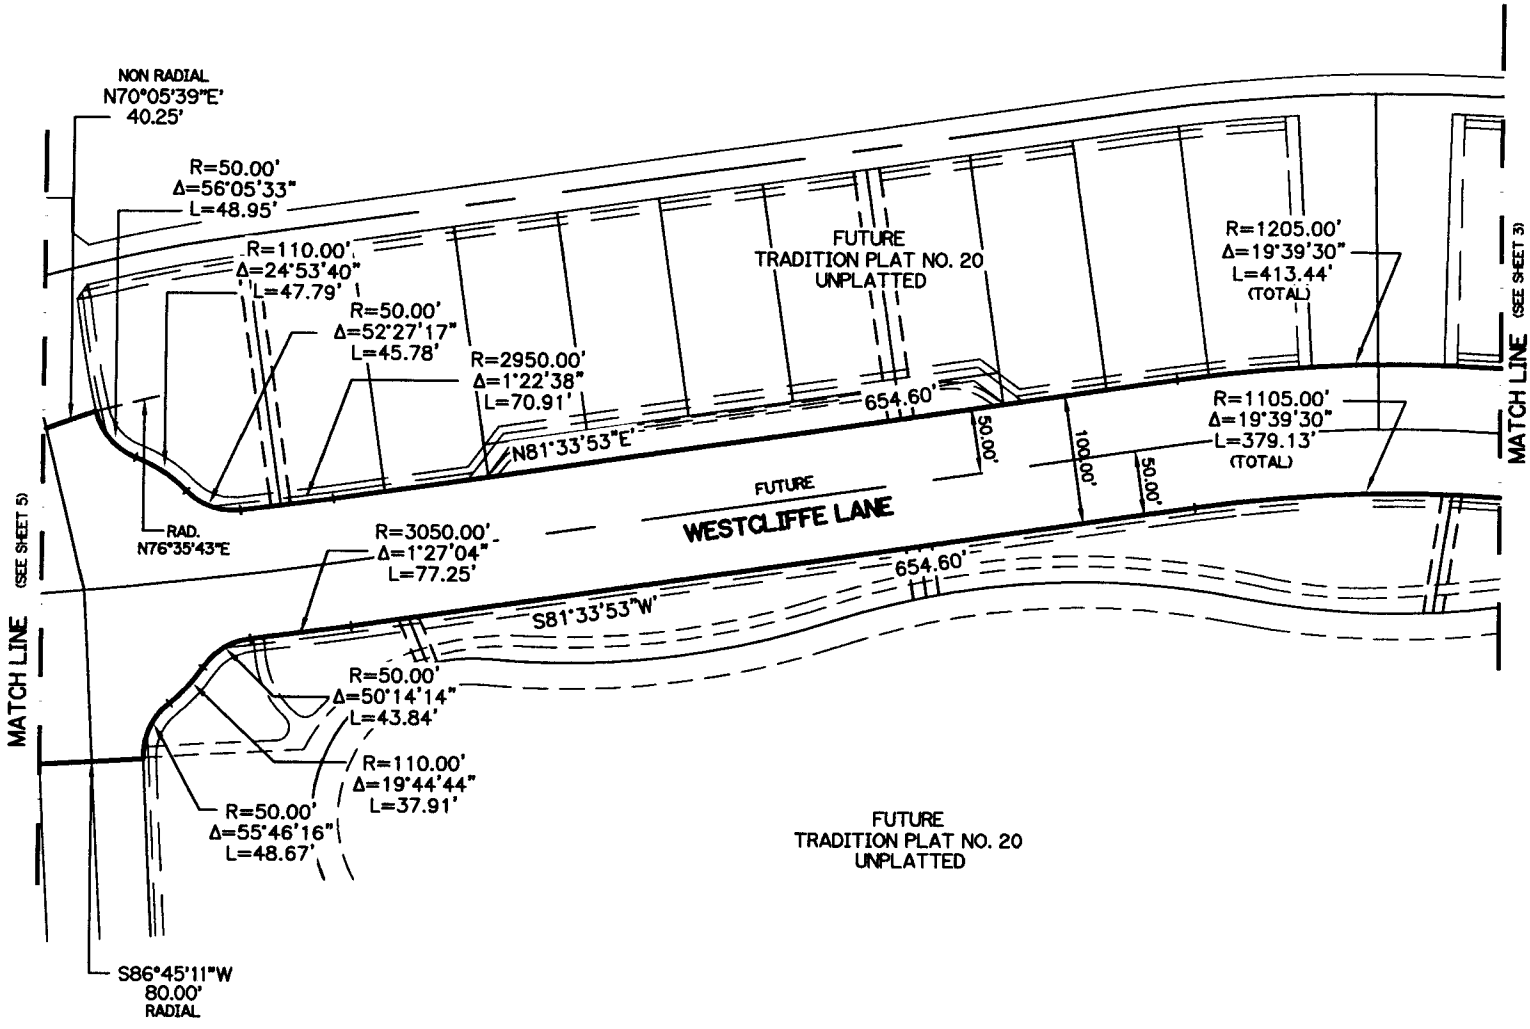 NON RADIAL
N70°05'39"E'
40.25'
R=50.00'
Δ=56°05'33"
L=48.95'
R=110.00'
Δ=24°53'40"
L=47.79'
R=50.00'
Δ=52°27'17"
L=45.78'
R=2950.00'
Δ=1°22'38"
L=70.91'
FUTURE
TRADITION PLAT NO. 20
UNPLATTED
R=1205.00'
Δ=19°39'30"
L=413.44'
(TOTAL)
MATCH LINE (SEE SHEET 3)
654.60'
N81°33'53"E'
R=1105.00'
Δ=19°39'30"
L=379.13'
(TOTAL)
50.00'
100.00'
50.00'
FUTURE
WESTCLIFFE LANE
RAD.
N76°35'43"E
R=3050.00'
Δ=1°27'04"
L=77.25'
654.60'
S81°33'53"W'
MATCH LINE (SEE SHEET 5)
R=50.00'
Δ=50°14'14"
L=43.84'
R=110.00'
Δ=19°44'44"
L=37.91'
R=50.00'
Δ=55°46'16"
L=48.67'
FUTURE
TRADITION PLAT NO. 20
UNPLATTED
S86°45'11"W
80.00'
RADIAL